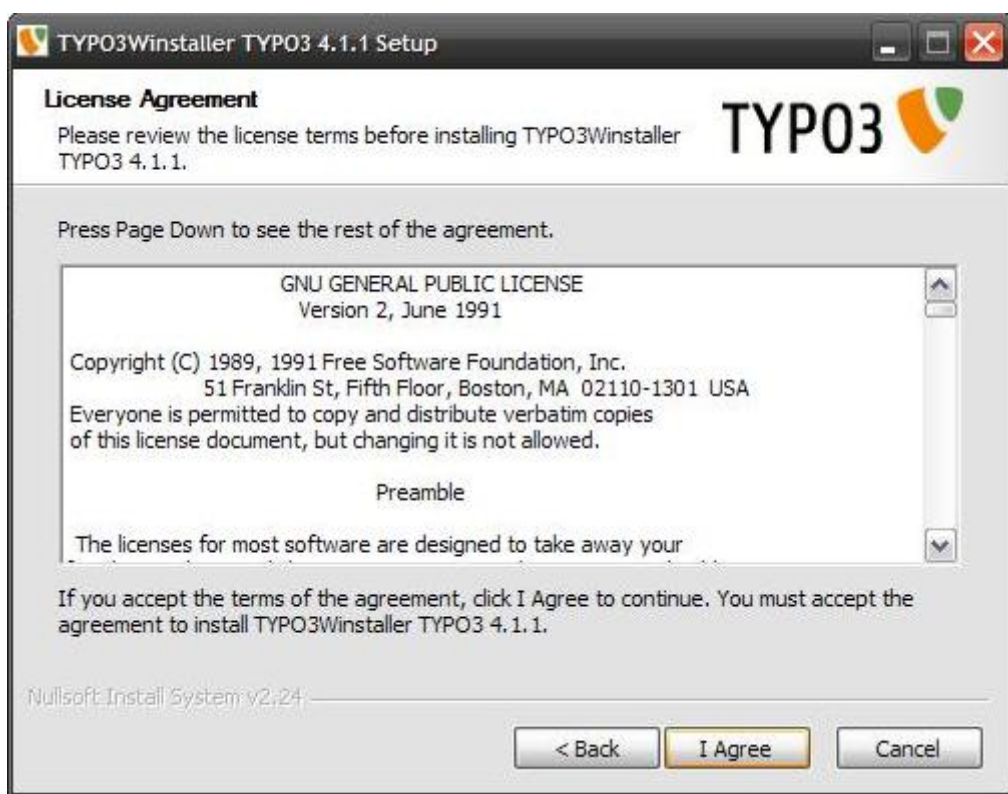 TYPO3Winstaller TYPO3 4.1.1 Setup
License Agreement
Please review the license terms before installing TYPO3Winstaller
TYPO3 4.1.1.
TYPO3
Press Page Down to see the rest of the agreement.
GNU GENERAL PUBLIC LICENSE
Version 2, June 1991
Copyright (C) 1989, 1991 Free Software Foundation, Inc.
51 Franklin St, Fifth Floor, Boston, MA 02110-1301 USA
Everyone is permitted to copy and distribute verbatim copies
of this license document, but changing it is not allowed.
Preamble
The licenses for most software are designed to take away your
If you accept the terms of the agreement, click I Agree to continue. You must accept the
agreement to install TYPO3Winstaller TYPO3 4.1.1.
Nullsoft Install System v2.24
< Back
I Agree
Cancel